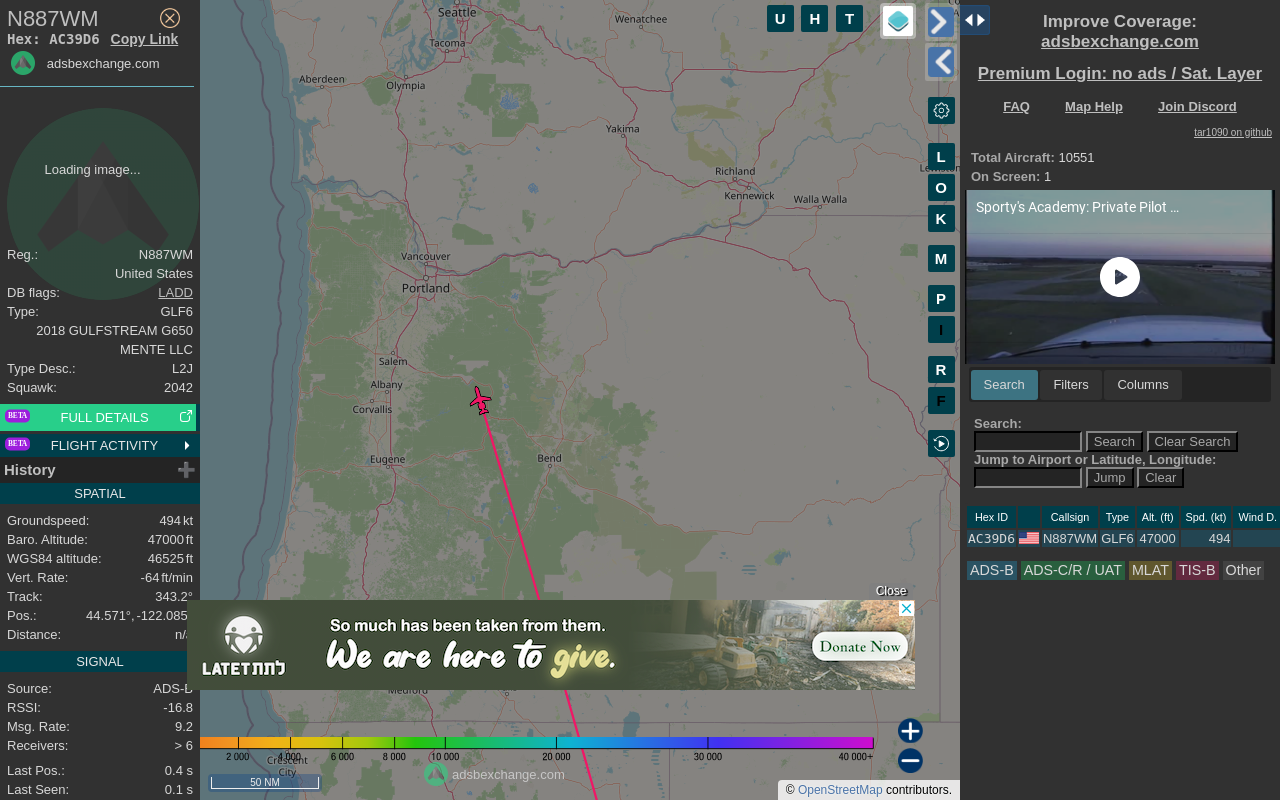 N887WM
Hex: AC39D6 Copy Link
adsbexchange.com
Loading image...
Reg.: N887WM
United States
DB flags: LADD
Type: GLF6
2018 GULFSTREAM G650
MENTE LLC
Type Desc.: L2J
Squawk: 2042
BETA FULL DETAILS
BETA FLIGHT ACTIVITY
History
SPATIAL
Groundspeed: 494 kt
Baro. Altitude: 47000 ft
WGS84 altitude: 46525 ft
Vert. Rate: -64 ft/min
Track: 343.2°
Pos.: 44.571°, -122.085°
Distance: n/a
SIGNAL
Source: ADS-B
RSSI: -16.8
Msg. Rate: 9.2
Receivers: > 6
Last Pos.: 0.4 s
Last Seen: 0.1 s
Seattle
Wenatchee
Tacoma
Aberdeen
Olympia
Yakima
Richland
Kennewick
Walla Walla
Vancouver
Portland
Salem
Albany
Corvallis
Eugene
Bend
Medford
Crescent
City
U H T
L
O
K
M
P
I
R
F
Close
So much has been taken from them.
We are here to give.
LATET לתת
Donate Now
2 000 4 000 6 000 8 000 10 000 20 000 30 000 40 000+
adsbexchange.com
50 NM
© OpenStreetMap contributors.
Improve Coverage:
adsbexchange.com
Premium Login: no ads / Sat. Layer
FAQ Map Help Join Discord
tar1090 on github
Total Aircraft: 10551
On Screen: 1
Sporty's Academy: Private Pilot ...
Search Filters Columns
Search:
Search Clear Search
Jump to Airport or Latitude, Longitude:
Jump Clear
Hex ID Callsign Type Alt. (ft) Spd. (kt) Wind D.
AC39D6 N887WM GLF6 47000 494
ADS-B ADS-C/R / UAT MLAT TIS-B Other